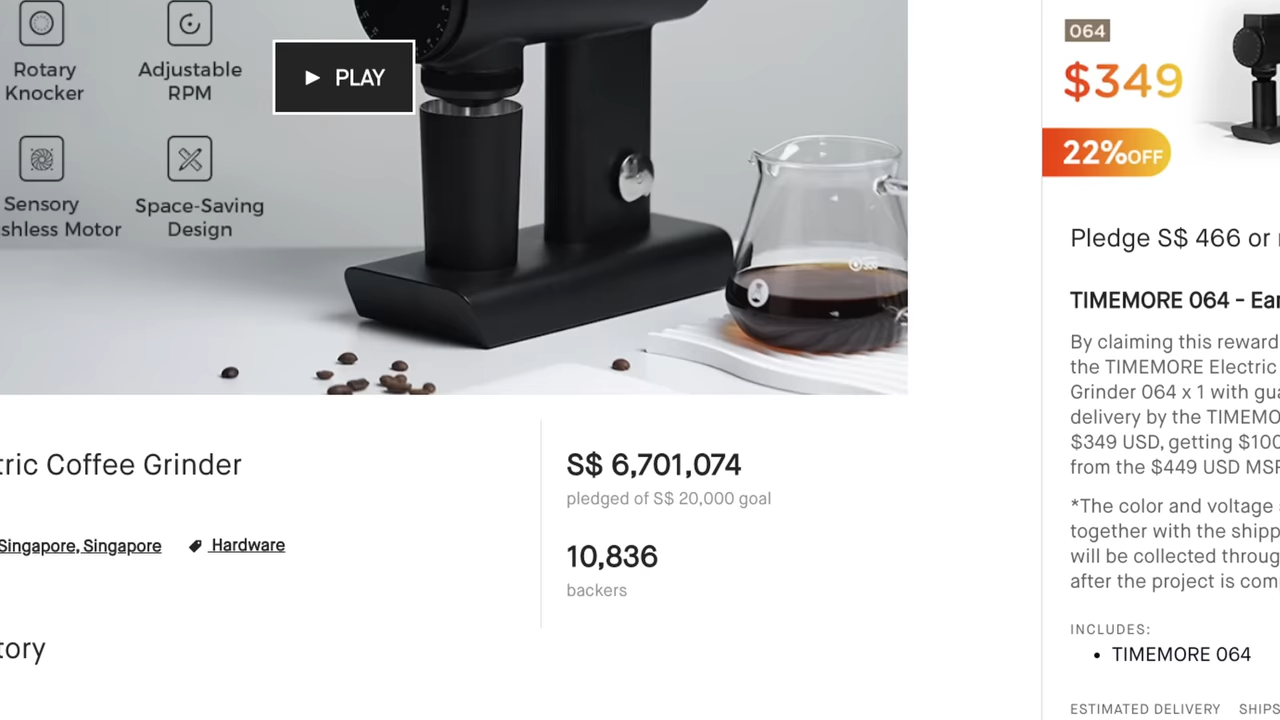 Rotary
Knocker
Adjustable
RPM
PLAY
Sensory
shless Motor
Space-Saving
Design
tric Coffee Grinder
Singapore, Singapore
Hardware
tory
S$ 6,701,074
pledged of S$ 20,000 goal
10,836
backers
064
$349
22%OFF
Pledge S$ 466 or
TIMEMORE 064 - Ear
By claiming this reward
the TIMEMORE Electric
Grinder 064 x 1 with gua
delivery by the TIMEMO
$349 USD, getting $100
from the $449 USD MSR
*The color and voltage
together with the shipp
will be collected throug
after the project is com
INCLUDES:
• TIMEMORE 064
ESTIMATED DELIVERY SHIPS